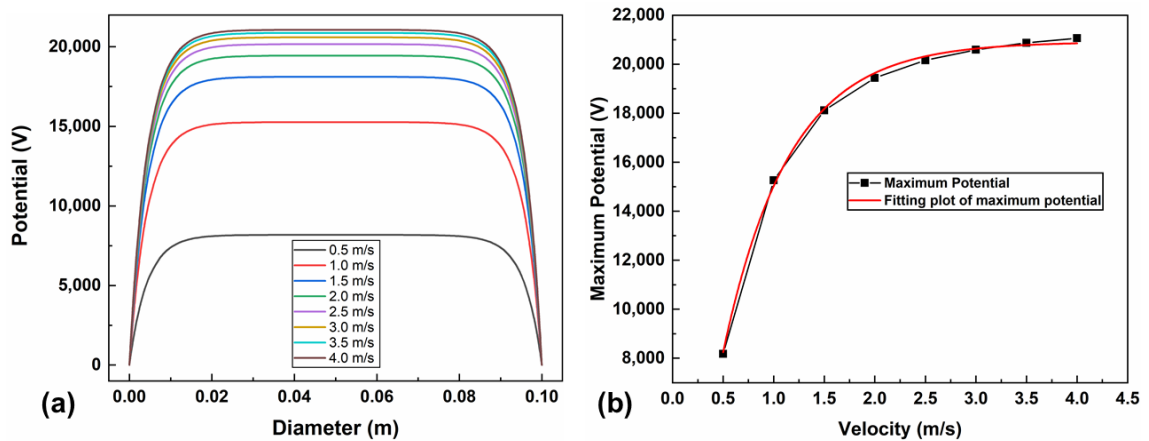 20,000
15,000
10,000
5,000
0
Potential (V)
0.5 m/s
1.0 m/s
1.5 m/s
2.0 m/s
2.5 m/s
3.0 m/s
3.5 m/s
4.0 m/s
0.00 0.02 0.04 0.06 0.08 0.10
Diameter (m)
(a)
22,000
20,000
18,000
16,000
14,000
12,000
10,000
8,000
Maximum Potential (V)
Maximum Potential
Fitting plot of maximum potential
0.0 0.5 1.0 1.5 2.0 2.5 3.0 3.5 4.0 4.5
Velocity (m/s)
(b)